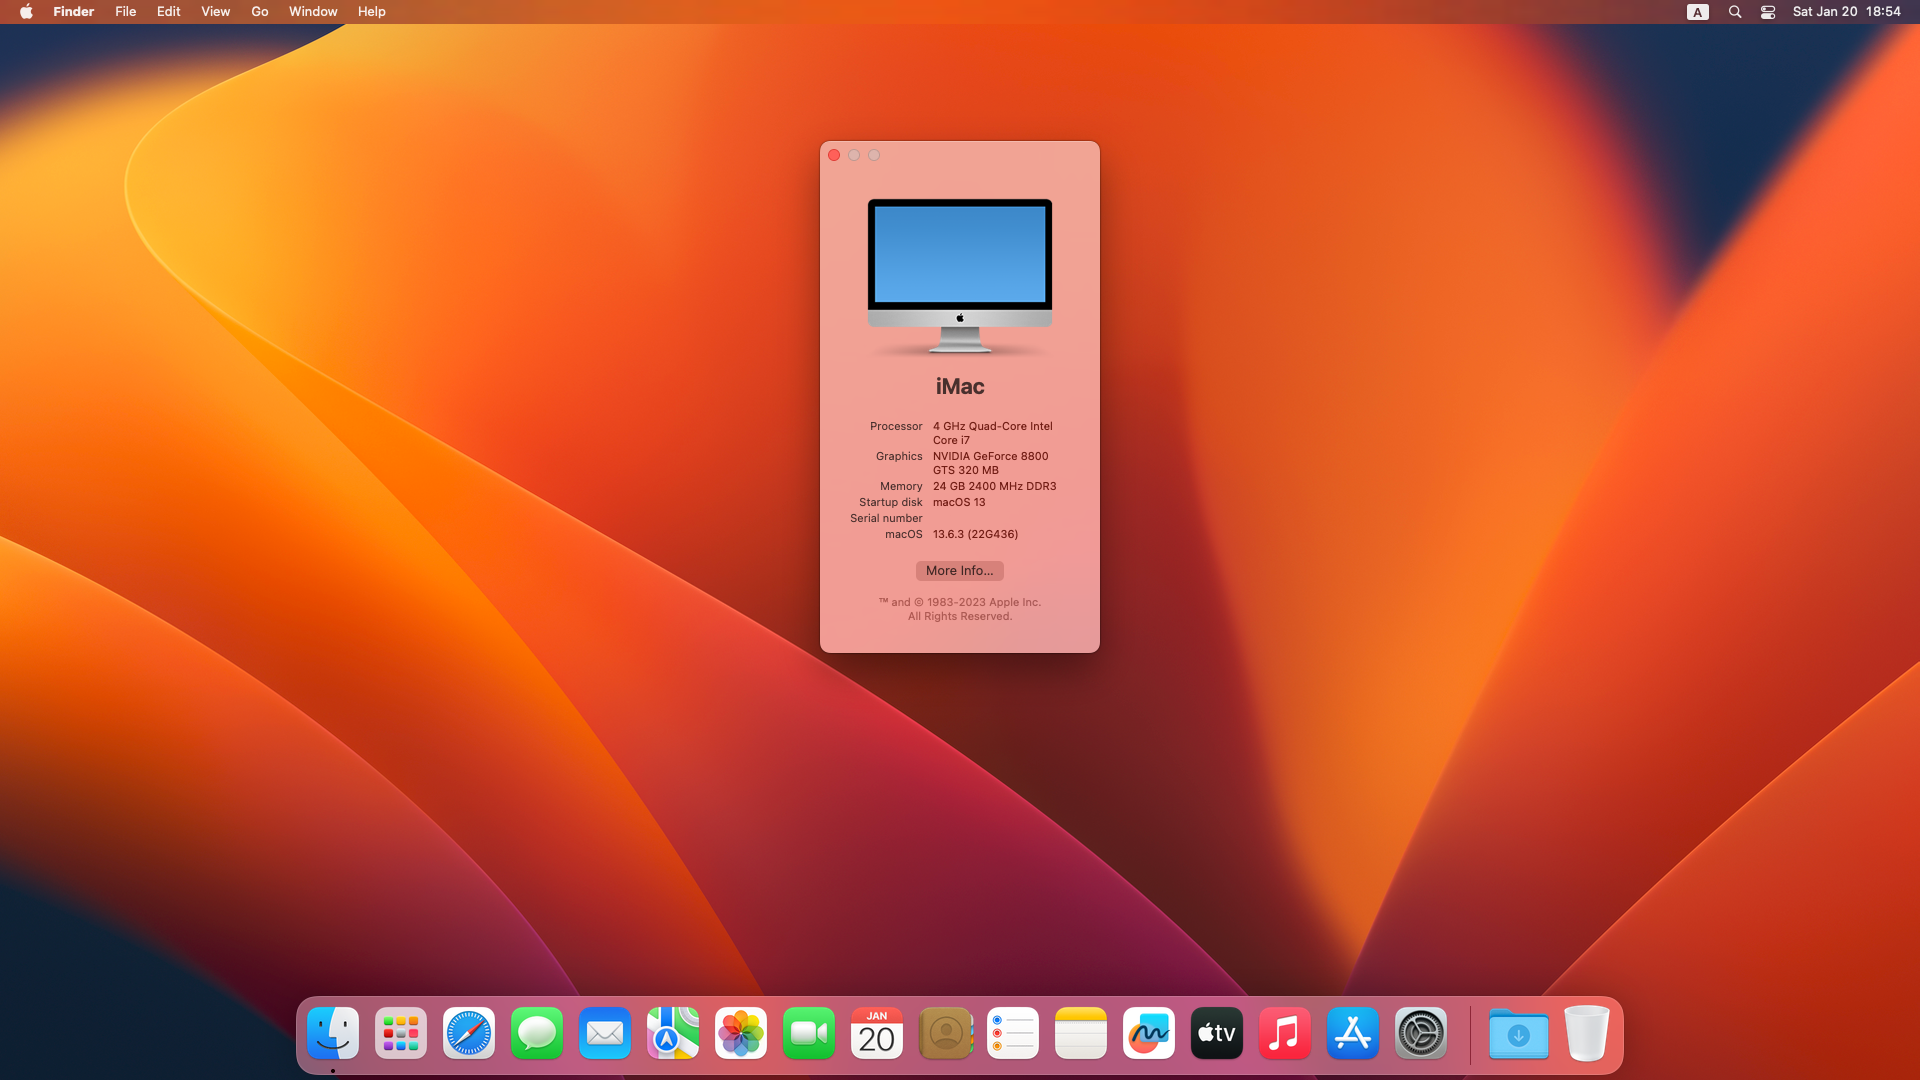 Finder File Edit View Go Window Help
A Sat Jan 20 18:54
iMac
Processor 4 GHz Quad-Core Intel
Core i7
Graphics NVIDIA GeForce 8800
GTS 320 MB
Memory 24 GB 2400 MHz DDR3
Startup disk macOS 13
Serial number
macOS 13.6.3 (22G436)
More Info...
™ and © 1983-2023 Apple Inc.
All Rights Reserved.
JAN
20
tv